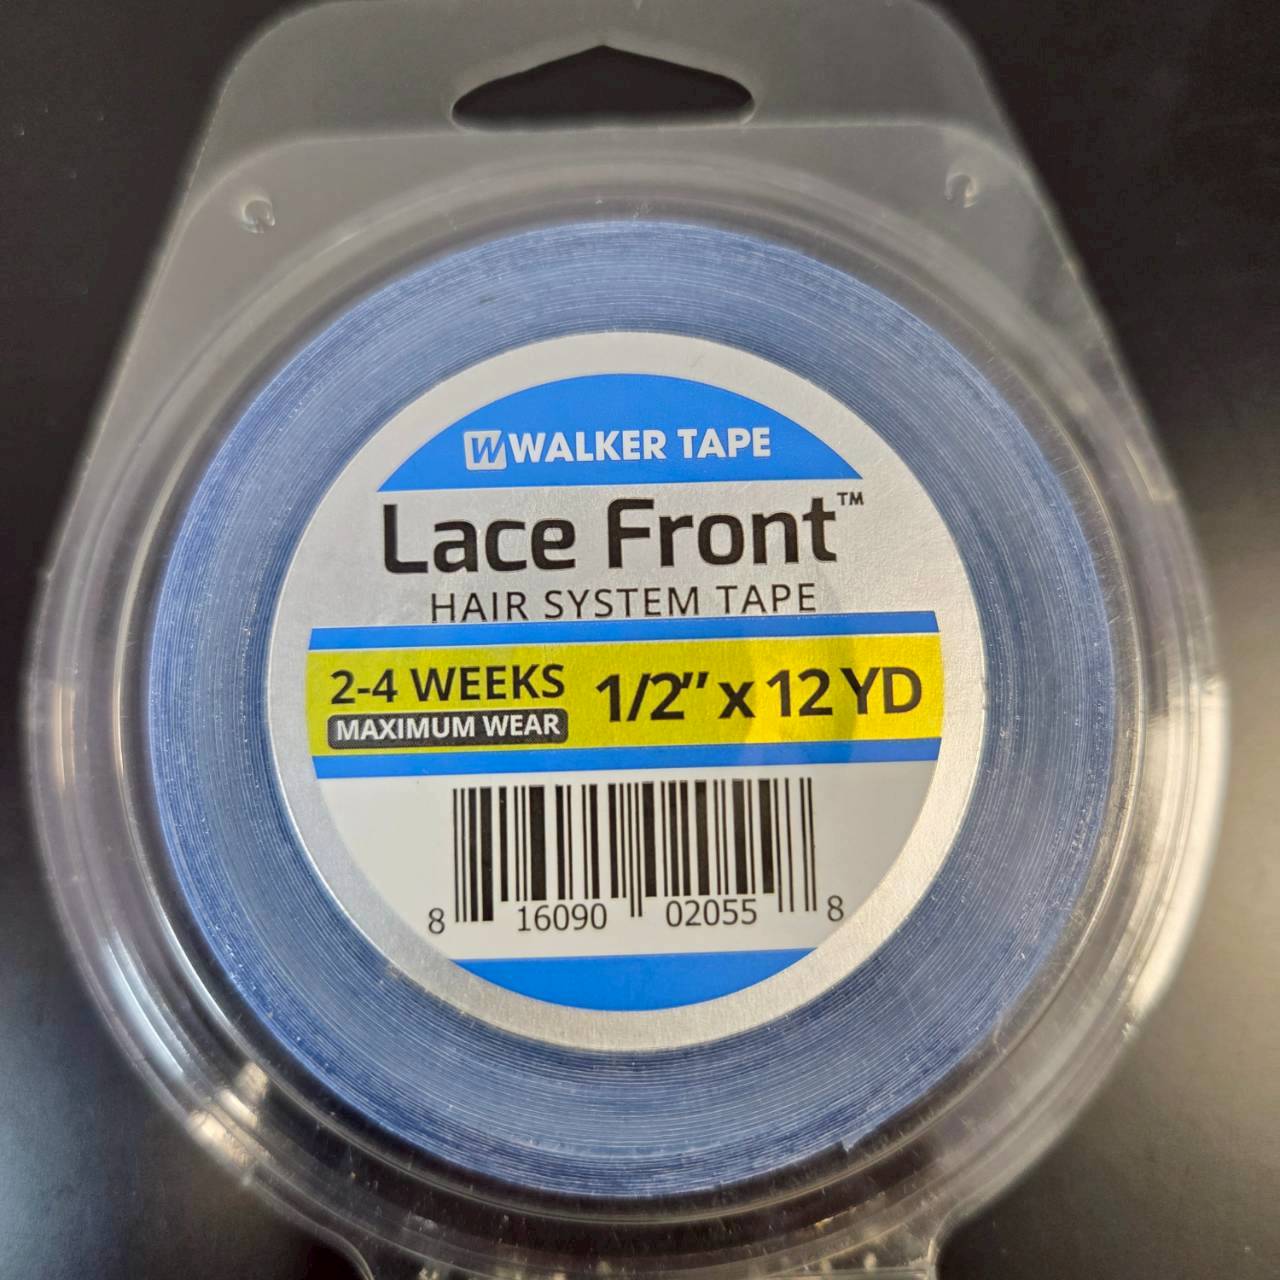 W WALKER TAPE
Lace Front™
HAIR SYSTEM TAPE
2-4 WEEKS
MAXIMUM WEAR
1/2” x 12 YD
8 16090 02055 8